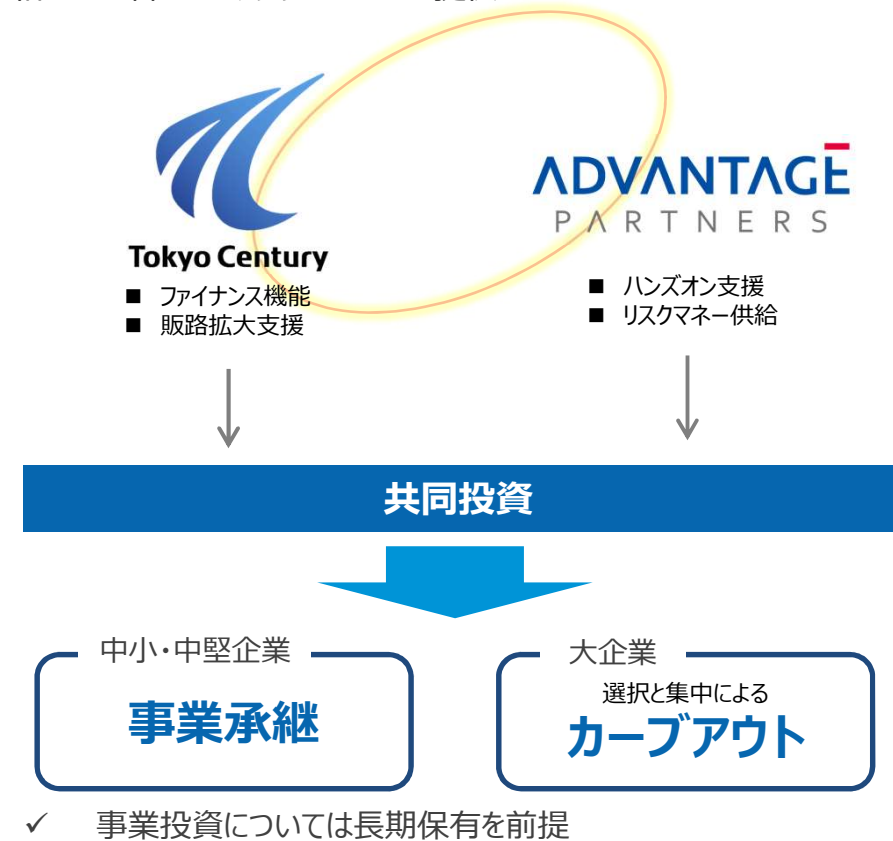 Tokyo Century
■ ファイナンス機能
■ 販路拡大支援
ADVANTAGE
PARTNERS
■ ハンズオン支援
■ リスクマネー供給
共同投資
中小・中堅企業
事業承継
大企業
選択と集中による
カーブアウト
✓ 事業投資については長期保有を前提